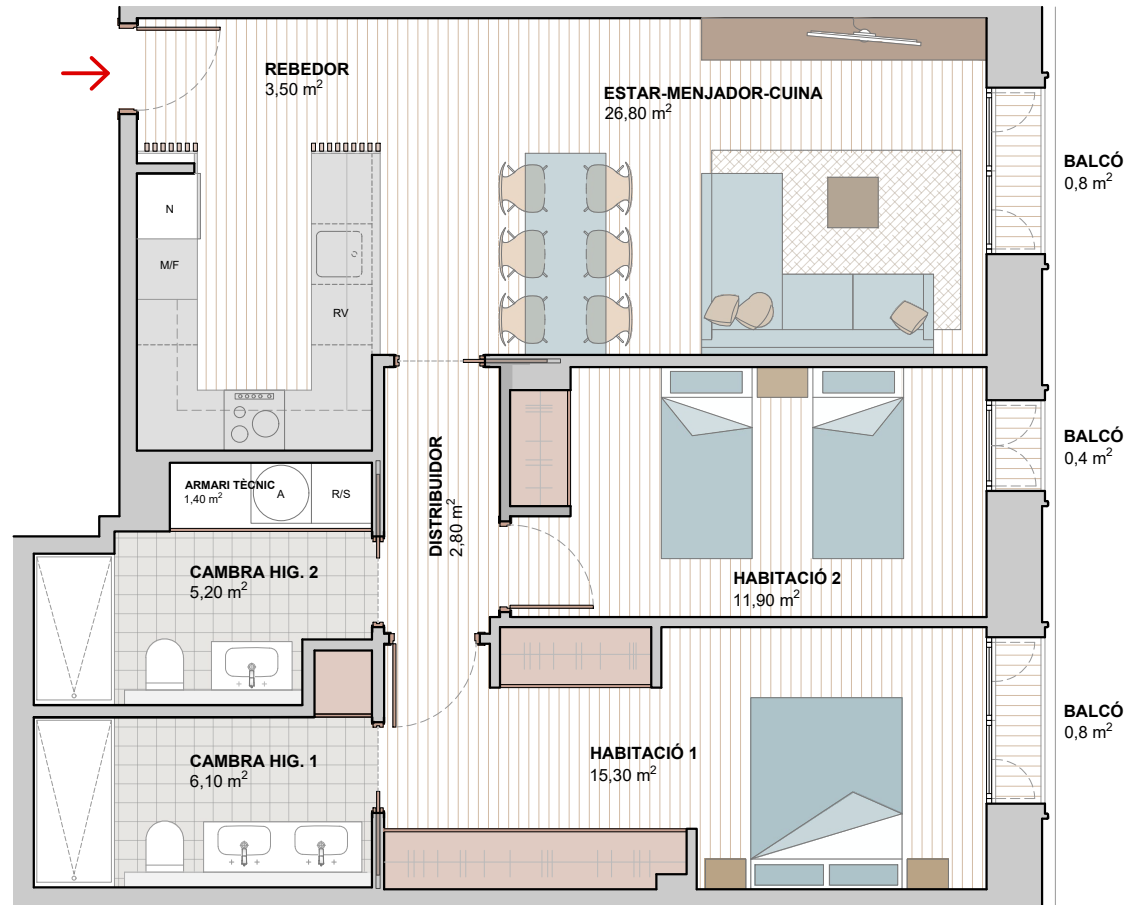 REBEDOR
3,50 m²
ESTAR-MENJADOR-CUINA
26,80 m²
BALCÓ
0,8 m²
N
M/F
RV
BALCÓ
0,4 m²
ARMARI TÈCNIC
1,40 m²
A
R/S
DISTRIBUIDOR
2,80 m²
CAMBRA HIG. 2
5,20 m²
HABITACIÓ 2
11,90 m²
BALCÓ
0,8 m²
HABITACIÓ 1
15,30 m²
CAMBRA HIG. 1
6,10 m²